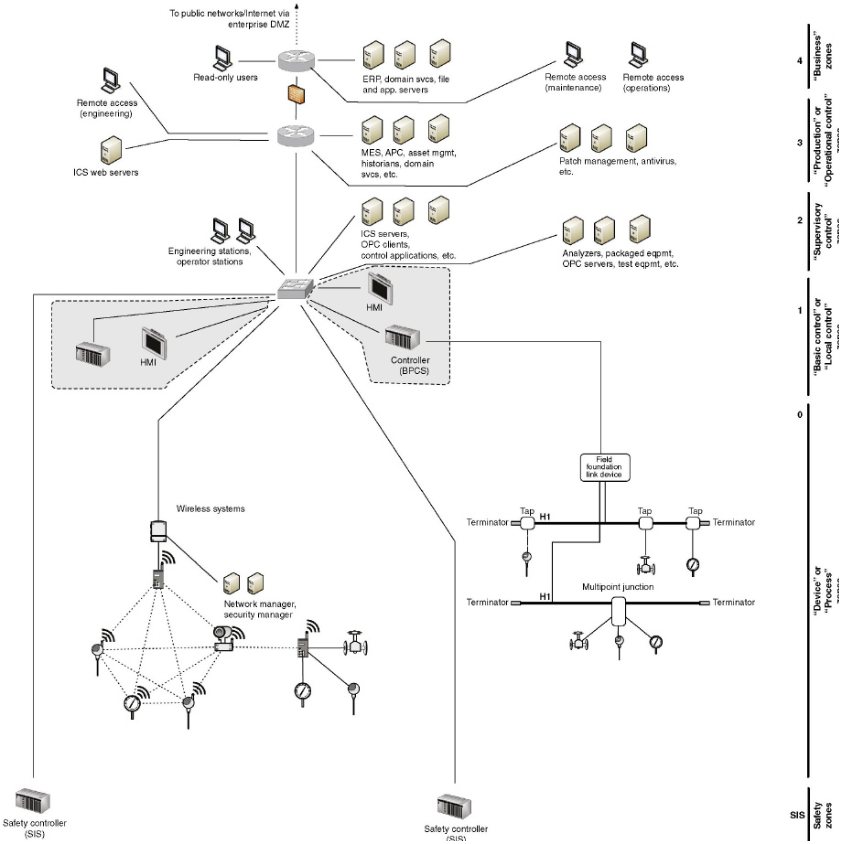 To public networks/Internet via
enterprise DMZ
Read-only users
ERP, domain svcs, file
and app. servers
Remote access
(maintenance)
Remote access
(operations)
4
"Business"
zones
Remote access
(engineering)
ICS web servers
MES, APC, asset mgmt,
historians, domain
svcs, etc.
Patch management, antivirus,
etc.
3
"Production" or
"Operational control"
Engineering stations,
operator stations
ICS servers,
OPC clients,
control applications, etc.
Analyzers, packaged eqpmt,
OPC servers, test eqpmt, etc.
2
"Supervisory
control"
HMI
HMI
Controller
(BPCS)
1
"Basic control" or
"Local control"
0
Field
foundation
link device
Wireless systems
Terminator
Tap
H1
Tap
Tap
Terminator
Network manager,
security manager
Multipoint junction
Terminator
H1
Terminator
"Device" or
"Process"
Safety controller
(SIS)
Safety controller
(SIS)
SIS
Safety
zones